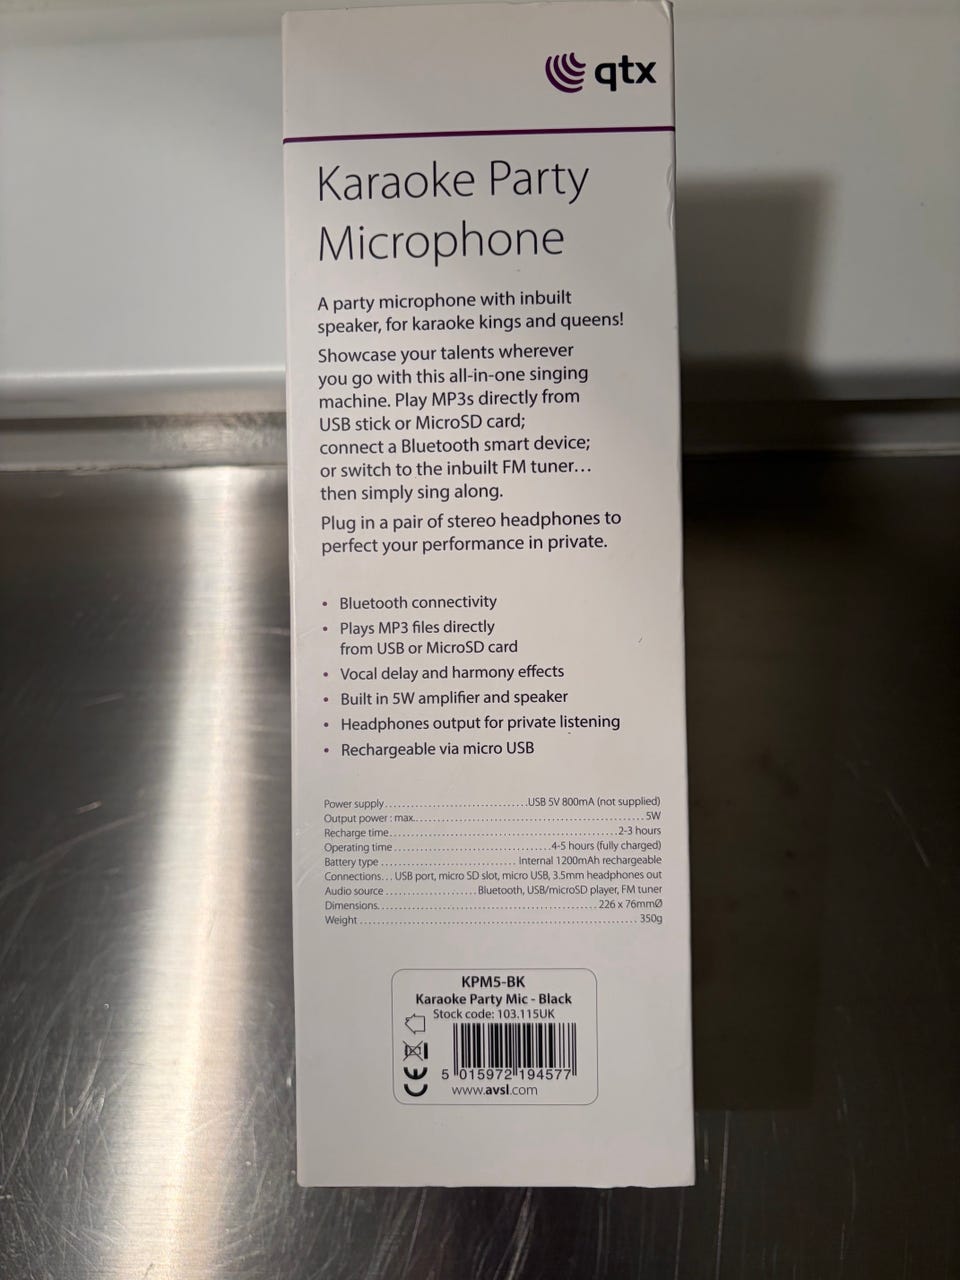 qtx
Karaoke Party
Microphone
A party microphone with inbuilt
speaker, for karaoke kings and queens!
Showcase your talents wherever
you go with this all-in-one singing
machine. Play MP3s directly from
USB stick or MicroSD card;
connect a Bluetooth smart device;
or switch to the inbuilt FM tuner...
then simply sing along.
Plug in a pair of stereo headphones to
perfect your performance in private.
• Bluetooth connectivity
• Plays MP3 files directly
from USB or MicroSD card
• Vocal delay and harmony effects
• Built in 5W amplifier and speaker
• Headphones output for private listening
• Rechargeable via micro USB
Power supply................................USB 5V 800mA (not supplied)
Output power : max.....................................................5W
Recharge time....................................................2-3 hours
Operating time....................................4-5 hours (fully charged)
Battery type............................... Internal 1200mAh rechargeable
Connections... USB port, micro SD slot, micro USB, 3.5mm headphones out
Audio source.....................Bluetooth, USB/microSD player, FM tuner
Dimensions..................................................226 x 76mmØ
Weight............................................................... 350g
KPM5-BK
Karaoke Party Mic - Black
Stock code: 103.115UK
CE
5 015972 194577
www.avsl.com